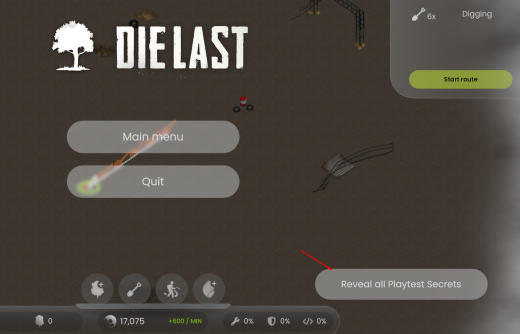 6x Digging
Start route
DIE LAST
Main menu
Quit
Reveal all Playtest Secrets
0 17,075 +600 / MIN 0% 0% 0%